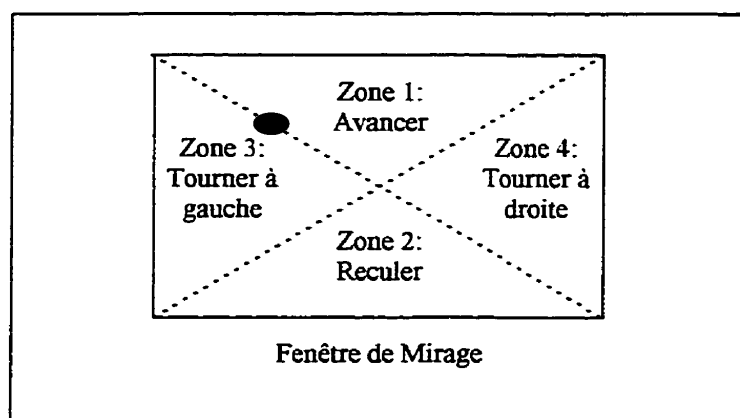 Zone 1:
Avancer
Zone 3:
Tourner à
gauche
Zone 4:
Tourner à
droite
Zone 2:
Reculer
Fenêtre de Mirage